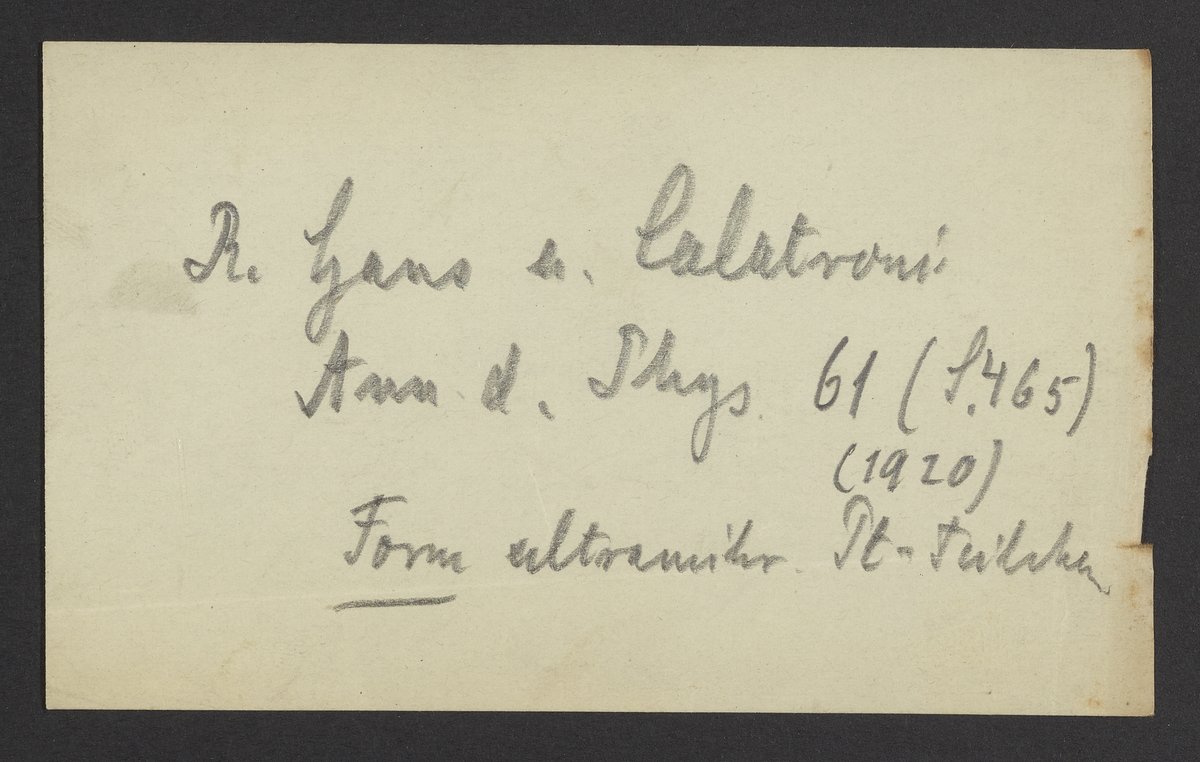 R. Gans u. Calatroni
Ann. d. Phys. 61 (S.465)
(1920)
Form ultramikr. Pt-Teilchen